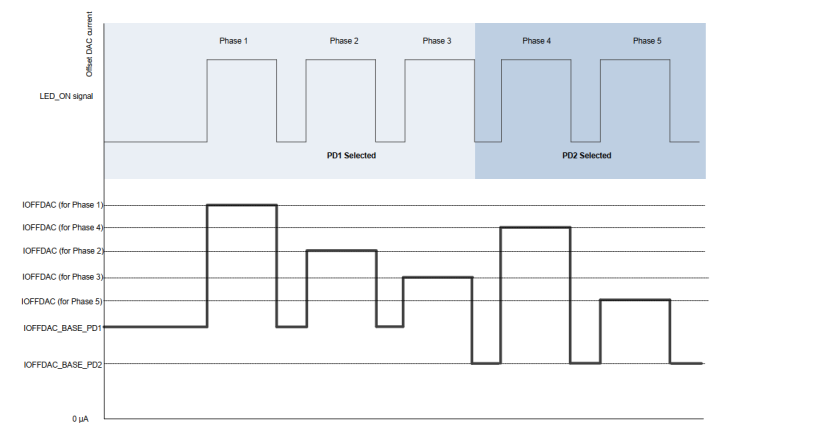 Offset DAC current
Phase 1
Phase 2
Phase 3
Phase 4
Phase 5
LED_ON signal
PD1 Selected
PD2 Selected
IOFFDAC (for Phase 1)
IOFFDAC (for Phase 4)
IOFFDAC (for Phase 2)
IOFFDAC (for Phase 3)
IOFFDAC (for Phase 5)
IOFFDAC_BASE_PD1
IOFFDAC_BASE_PD2
0 µA